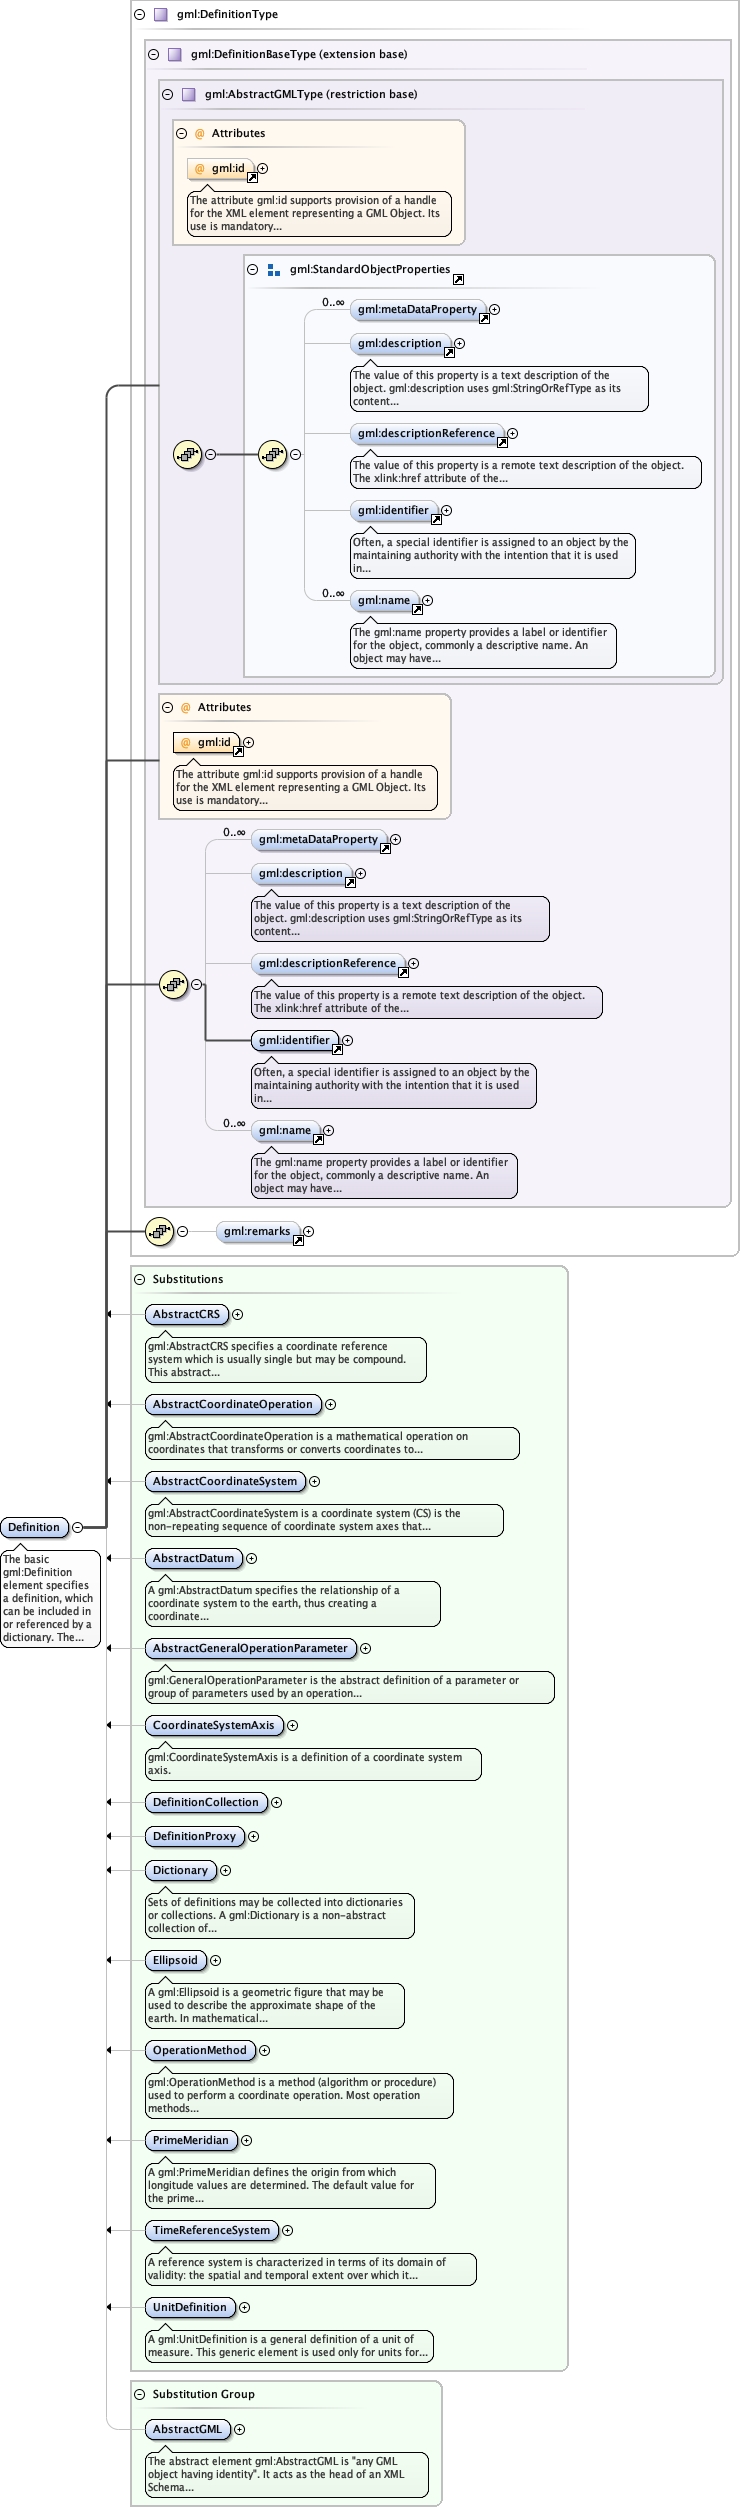 gml:DefinitionType
gml:DefinitionBaseType (extension base)
gml:AbstractGMLType (restriction base)
@ Attributes
@ gml:id
The attribute gml:id supports provision of a handle
for the XML element representing a GML Object. Its
use is mandatory...
gml:StandardObjectProperties
0..∞
gml:metaDataProperty
gml:description
The value of this property is a text description of the
object. gml:description uses gml:StringOrRefType as its
content...
gml:descriptionReference
The value of this property is a remote text description of the object.
The xlink:href attribute of the...
gml:identifier
Often, a special identifier is assigned to an object by the
maintaining authority with the intention that it is used
in...
0..∞
gml:name
The gml:name property provides a label or identifier
for the object, commonly a descriptive name. An
object may have...
@ Attributes
@ gml:id
The attribute gml:id supports provision of a handle
for the XML element representing a GML Object. Its
use is mandatory...
0..∞
gml:metaDataProperty
gml:description
The value of this property is a text description of the
object. gml:description uses gml:StringOrRefType as its
content...
gml:descriptionReference
The value of this property is a remote text description of the object.
The xlink:href attribute of the...
gml:identifier
Often, a special identifier is assigned to an object by the
maintaining authority with the intention that it is used
in...
0..∞
gml:name
The gml:name property provides a label or identifier
for the object, commonly a descriptive name. An
object may have...
gml:remarks
Substitutions
AbstractCRS
gml:AbstractCRS specifies a coordinate reference
system which is usually single but may be compound.
This abstract...
AbstractCoordinateOperation
gml:AbstractCoordinateOperation is a mathematical operation on
coordinates that transforms or converts coordinates to...
AbstractCoordinateSystem
gml:AbstractCoordinateSystem is a coordinate system (CS) is the
non-repeating sequence of coordinate system axes that...
Definition
The basic
gml:Definition
element specifies
a definition, which
can be included in
or referenced by a
dictionary. The...
AbstractDatum
A gml:AbstractDatum specifies the relationship of a
coordinate system to the earth, thus creating a
coordinate...
AbstractGeneralOperationParameter
gml:GeneralOperationParameter is the abstract definition of a parameter or
group of parameters used by an operation...
CoordinateSystemAxis
gml:CoordinateSystemAxis is a definition of a coordinate system
axis.
DefinitionCollection
DefinitionProxy
Dictionary
Sets of definitions may be collected into dictionaries
or collections. A gml:Dictionary is a non-abstract
collection of...
Ellipsoid
A gml:Ellipsoid is a geometric figure that may be
used to describe the approximate shape of the
earth. In mathematical...
OperationMethod
gml:OperationMethod is a method (algorithm or procedure)
used to perform a coordinate operation. Most operation
methods...
PrimeMeridian
A gml:PrimeMeridian defines the origin from which
longitude values are determined. The default value for
the prime...
TimeReferenceSystem
A reference system is characterized in terms of its domain of
validity: the spatial and temporal extent over which it...
UnitDefinition
A gml:UnitDefinition is a general definition of a unit of
measure. This generic element is used only for units for...
Substitution Group
AbstractGML
The abstract element gml:AbstractGML is "any GML
object having identity". It acts as the head of an XML
Schema...